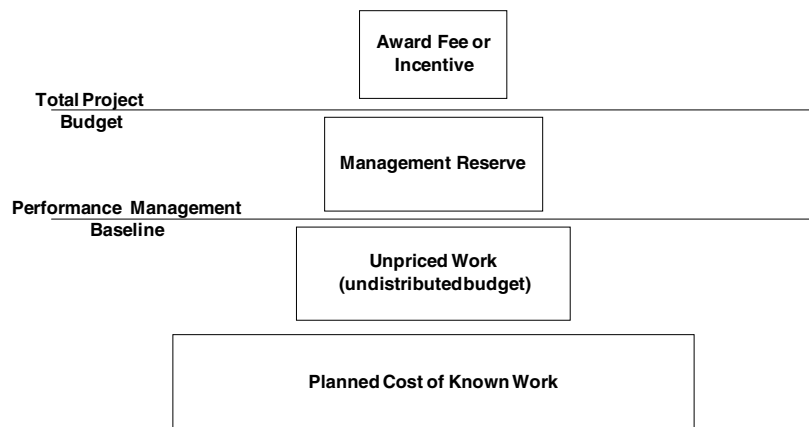 Award Fee or
Incentive
Total Project
Budget
Management Reserve
Performance Management
Baseline
Unpriced Work
(undistributedbudget)
Planned Cost of Known Work